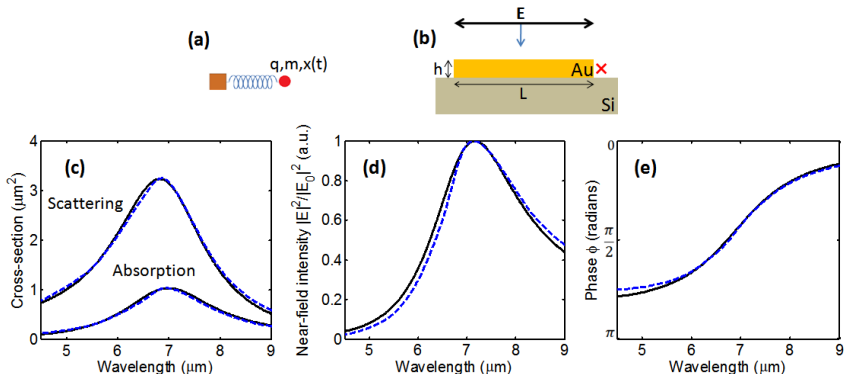 (a)
q,m,x(t)
(b)
E
h
Au
L
Si
(c)
Scattering
Absorption
Cross-section (μm²)
4
3
2
1
0
5 6 7 8 9
Wavelength (μm)
(d)
Near-field intensity |E|²/|E₀|² (a.u.)
1
0.8
0.6
0.4
0.2
0
5 6 7 8 9
Wavelength (μm)
(e)
Phase ϕ (radians)
0
π
2
π
5 6 7 8 9
Wavelength (μm)